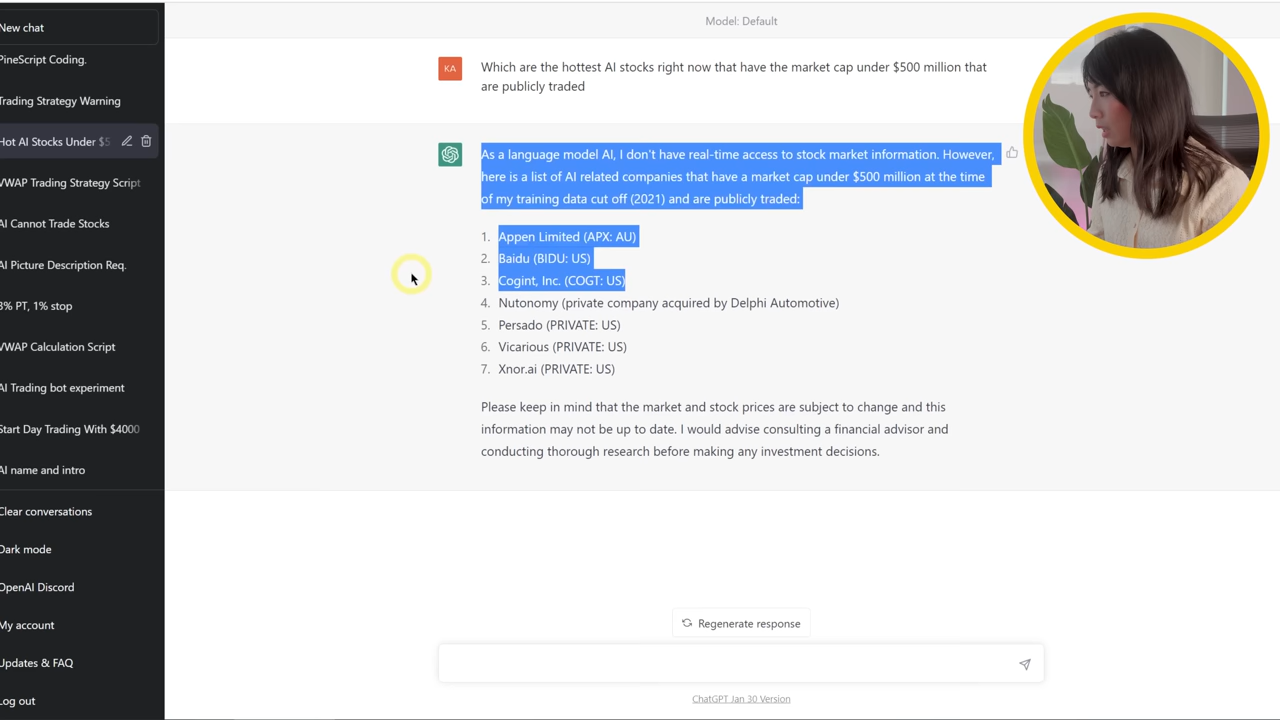 New chat
PineScript Coding.
Trading Strategy Warning
Hot AI Stocks Under $5
VWAP Trading Strategy Script
AI Cannot Trade Stocks
AI Picture Description Req.
3% PT, 1% stop
VWAP Calculation Script
AI Trading bot experiment
Start Day Trading With $4000
AI name and intro
Clear conversations
Dark mode
OpenAI Discord
My account
Updates & FAQ
Log out
Model: Default
KA
Which are the hottest AI stocks right now that have the market cap under $500 million that
are publicly traded
As a language model AI, I don't have real-time access to stock market information. However,
here is a list of AI related companies that have a market cap under $500 million at the time
of my training data cut off (2021) and are publicly traded:
1. Appen Limited (APX: AU)
2. Baidu (BIDU: US)
3. Cogint, Inc. (COGT: US)
4. Nutonomy (private company acquired by Delphi Automotive)
5. Persado (PRIVATE: US)
6. Vicarious (PRIVATE: US)
7. Xnor.ai (PRIVATE: US)
Please keep in mind that the market and stock prices are subject to change and this
information may not be up to date. I would advise consulting a financial advisor and
conducting thorough research before making any investment decisions.
Regenerate response
ChatGPT Jan 30 Version